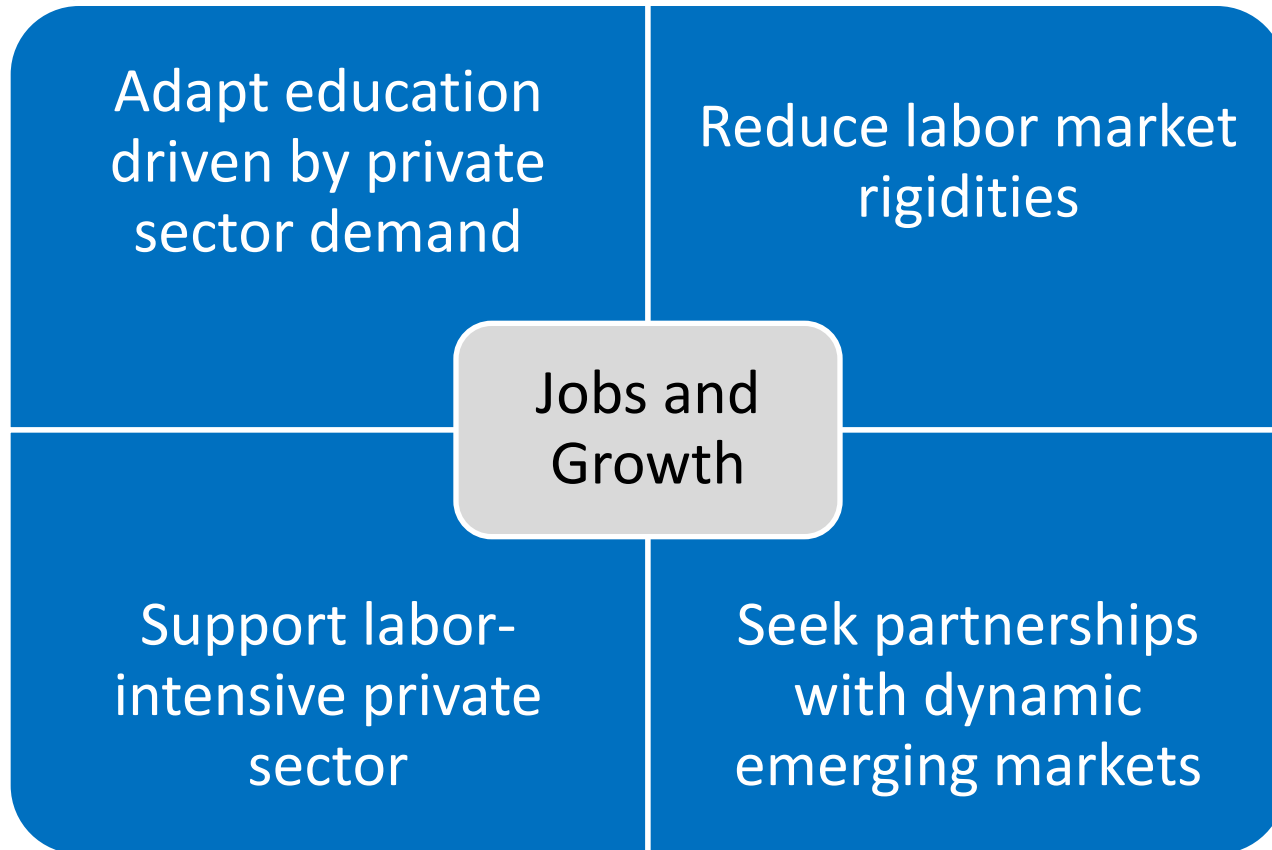 Adapt education
driven by private
sector demand
Reduce labor market
rigidities
Jobs and
Growth
Support labor-
intensive private
sector
Seek partnerships
with dynamic
emerging markets